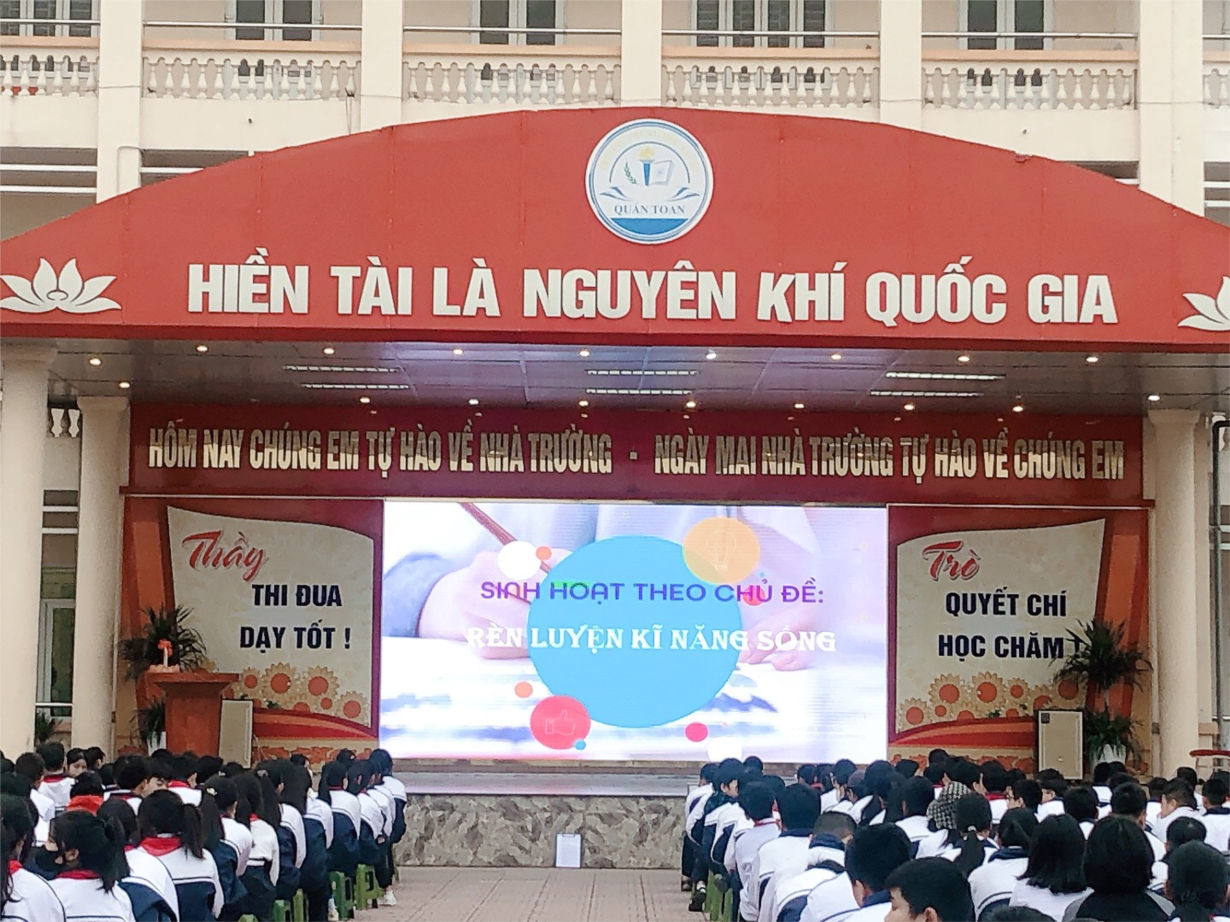 QUÁN TOAN
HIỀN TÀI LÀ NGUYÊN KHÍ QUỐC GIA
HÔM NAY CHÚNG EM TỰ HÀO VỀ NHÀ TRƯỜNG - NGÀY MAI NHÀ TRƯỜNG TỰ HÀO VỀ CHÚNG EM
Thầy
THI ĐUA
DẠY TỐT !
SINH HOẠT THEO CHỦ ĐỀ:
RÈN LUYỆN KĨ NĂNG SỐNG
Trò
QUYẾT CHÍ
HỌC CHĂM !